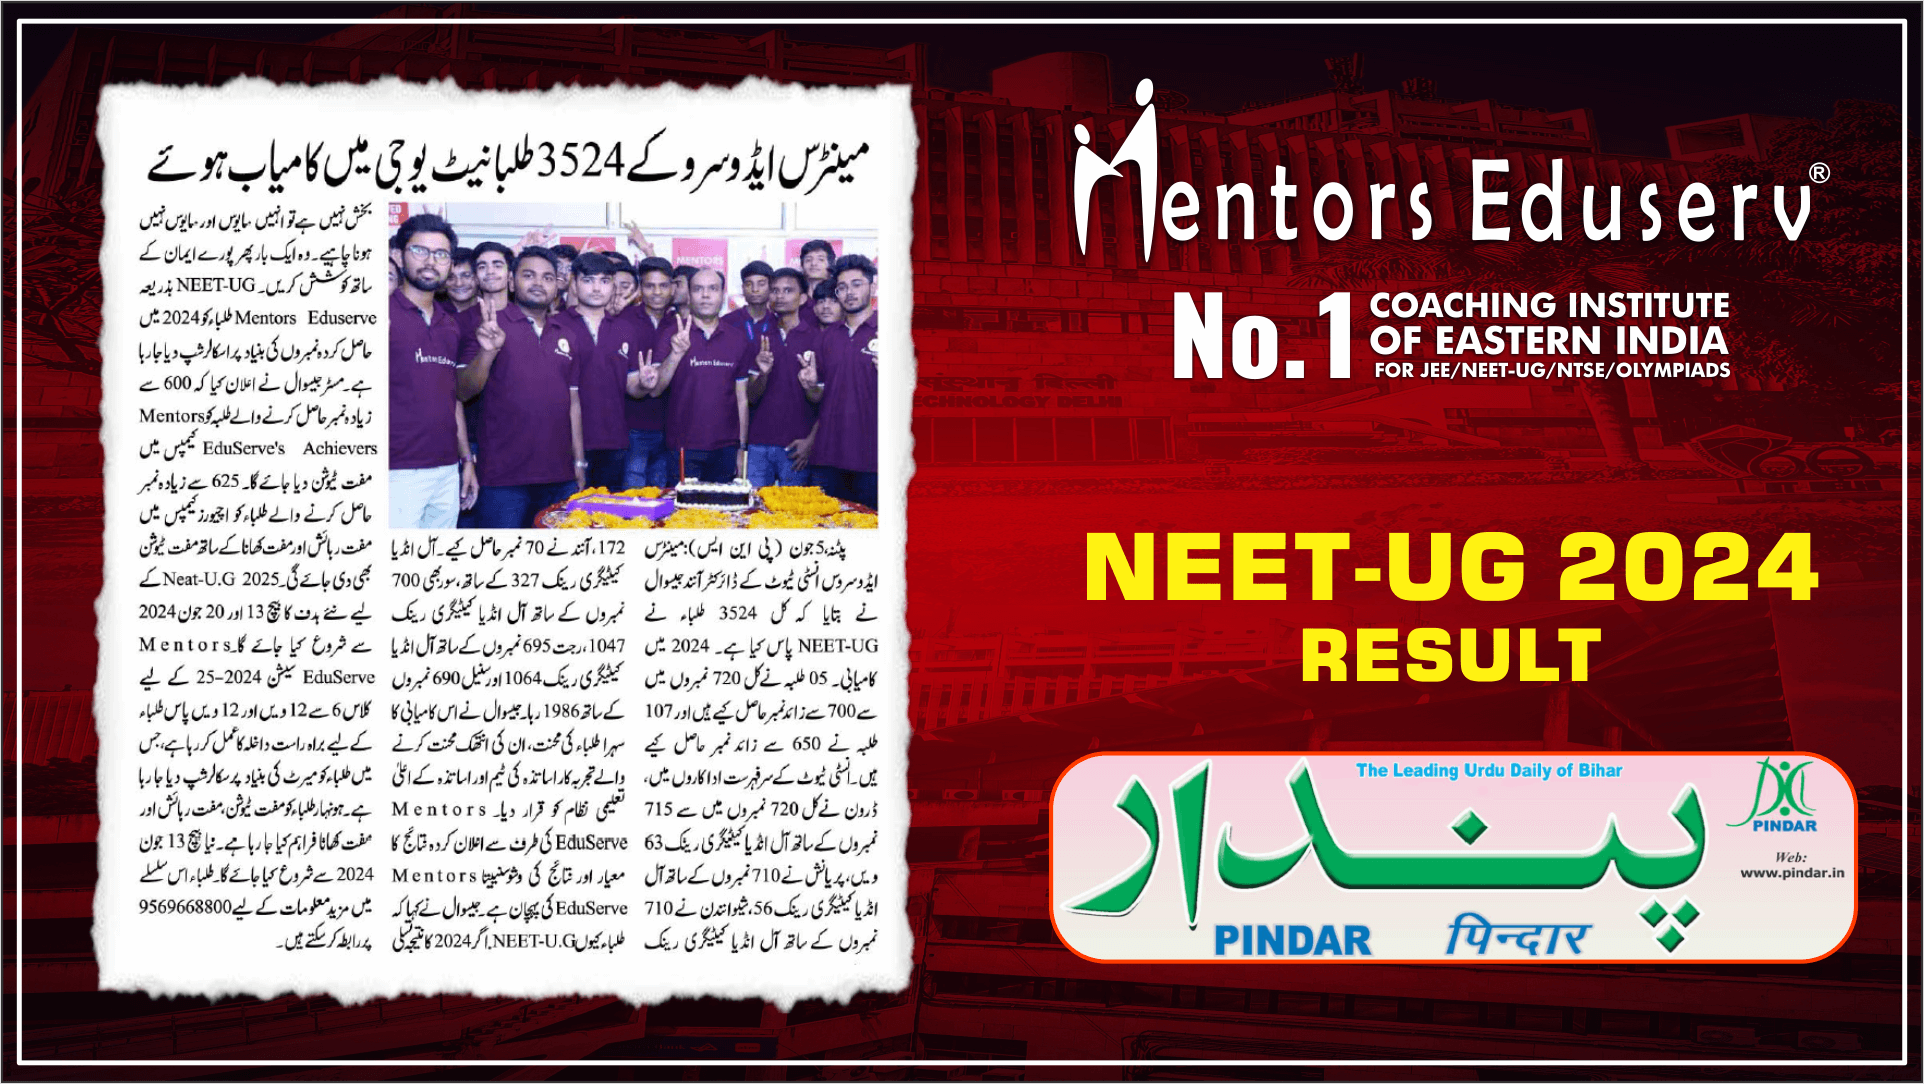 مینٹرس ایڈوسرو کے 3524 طلبا نیٹ یو جی میں کامیاب ہوئے
پٹنہ، 5 جون (پی این ایس): مینٹرس
ایڈوسروس انسٹی ٹیوٹ کے ڈائرکٹر آنند جیسوال
نے بتایا کہ کل 3524 طلباء نے
NEET-UG پاس کیا ہے۔ 2024 میں
کامیابی۔ 05 طلبہ نے کل 720 نمبروں میں
سے 700 سے زائد نمبر حاصل کیے ہیں اور 107
طلبہ نے 650 سے زائد نمبر حاصل کیے
ہیں۔ انسٹی ٹیوٹ کے سرفہرست اداکاروں میں،
ڈرون نے کل 720 نمبروں میں سے 715
نمبروں کے ساتھ آل انڈیا کیٹیگری رینک 63
ویں، پریانش نے 710 نمبروں کے ساتھ آل
انڈیا کیٹیگری رینک 56، شیوانندن نے 710
نمبروں کے ساتھ آل انڈیا کیٹیگری رینک
172، آنند نے 70 نمبر حاصل کیے۔ آل انڈیا
کیٹیگری رینک 327 کے ساتھ، سوربھی 700
نمبروں کے ساتھ آل انڈیا کیٹیگری رینک
1047، رجت 695 نمبروں کے ساتھ آل انڈیا
کیٹیگری رینک 1064 اور سنیل 690 نمبروں
کے ساتھ 1986 رہا۔ جیسوال نے اس کامیابی کا
سہرا طلباء کی محنت، ان کی انتھک محنت کرنے
والے تجربہ کار اساتذہ کی ٹیم اور اساتذہ کے اعلیٰ
تعلیمی نظام کو قرار دیا۔ Mentors
EduServe کی طرف سے اعلان کردہ نتائج کا
معیار اور نتائج کی وشوسنییتا Mentors
EduServe کی پہچان ہے۔ جیسوال نے کہا کہ
طلباء کیوں NEET-U.G، اگر 2024 کا نتیجہ تسلی
بخش نہیں ہے تو انہیں مایوس اور مایوس نہیں
ہونا چاہیے۔ وہ ایک بار پھر پورے ایمان کے
ساتھ کوشش کریں۔ NEET-UG بذریعہ
Mentors Eduserve طلباء کو 2024 میں
حاصل کردہ نمبروں کی بنیاد پر اسکالرشپ دیا جا رہا
ہے۔ مسٹر جیسوال نے اعلان کیا کہ 600 سے
زیادہ نمبر حاصل کرنے والے طلبہ کو Mentors
EduServe's Achievers کیمپس میں
مفت ٹیوشن دیا جائے گا۔ 625 سے زیادہ نمبر
حاصل کرنے والے طلباء کو اچیورز کیمپس میں
مفت رہائش اور مفت کھانا کے ساتھ مفت ٹیوشن
بھی دی جائے گی۔ Neat-U.G 2025 کے
لیے نئے ہدف کا بیچ 13 اور 20 جون 2024
سے شروع کیا جائے گا۔ Mentors
EduServe سیشن 2024-25 کے لیے
کلاس 6 سے 12 ویں اور 12 ویں پاس طلباء
کے لیے براہ راست داخلہ کا عمل کر رہا ہے، جس
میں طلباء کو میرٹ کی بنیاد پر سکالرشپ دیا جا رہا
ہے۔ ہونہار طلباء کو مفت ٹیوشن، مفت رہائش اور
مفت کھانا فراہم کیا جا رہا ہے۔ نیا بیچ 13 جون
2024 سے شروع کیا جائے گا۔ طلباء اس سلسلے
میں مزید معلومات کے لیے 9569668800
پر رابطہ کر سکتے ہیں۔
Mentors Eduserv®
No.1 COACHING INSTITUTE
OF EASTERN INDIA
FOR JEE/NEET-UG/NTSE/OLYMPIADS
NEET-UG 2024
RESULT
The Leading Urdu Daily of Bihar
پندار
PINDAR
Web:
www.pindar.in
PINDAR पिन्दार